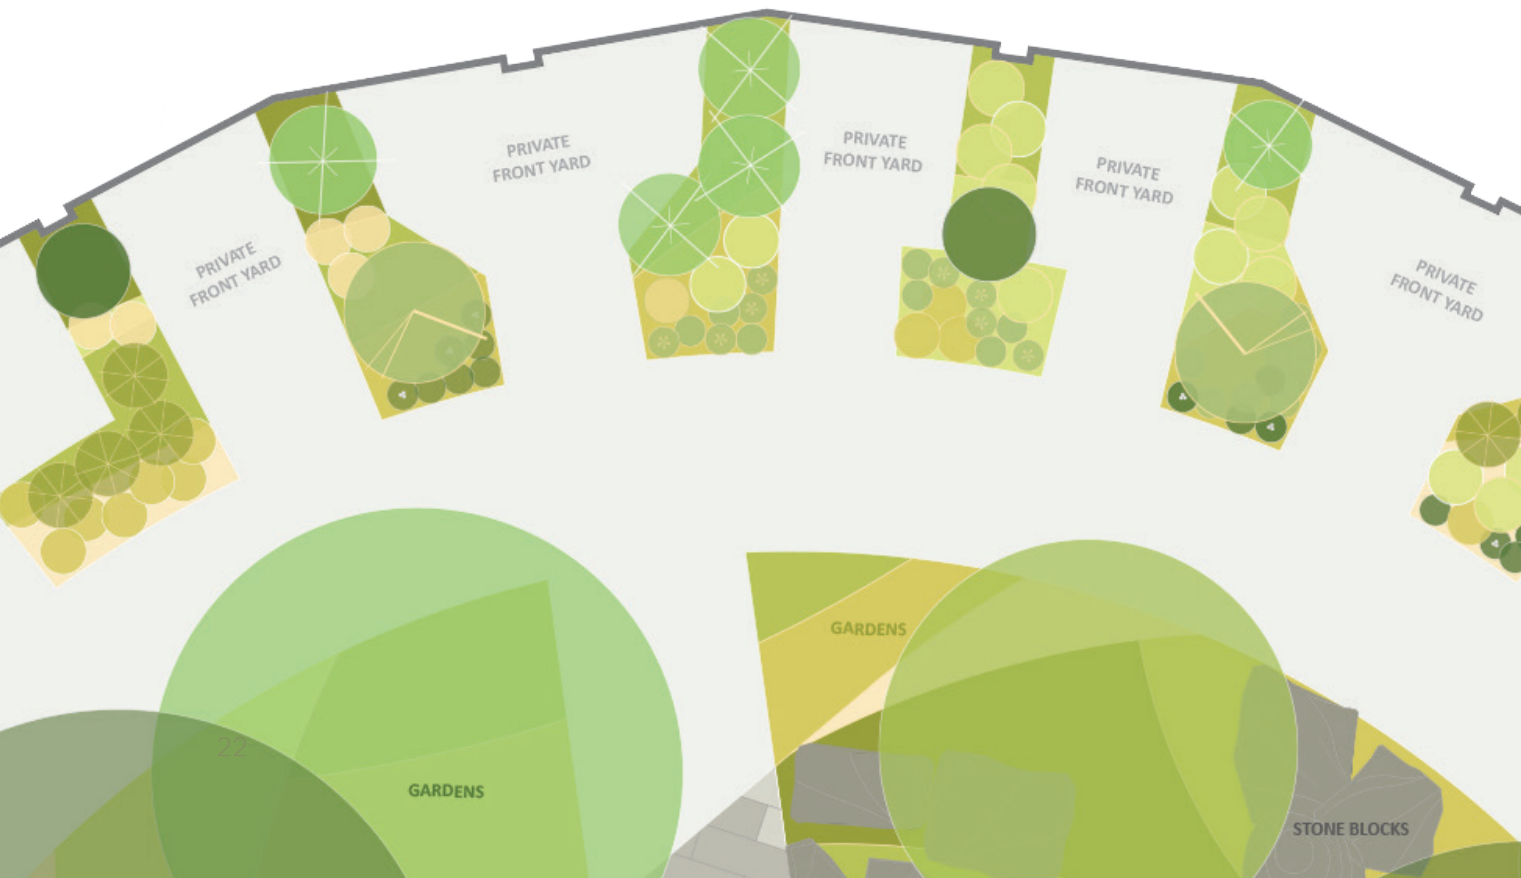 PRIVATE
FRONT YARD
PRIVATE
FRONT YARD
PRIVATE
FRONT YARD
PRIVATE
FRONT YARD
PRIVATE
FRONT YARD
GARDENS
22
GARDENS
STONE BLOCKS